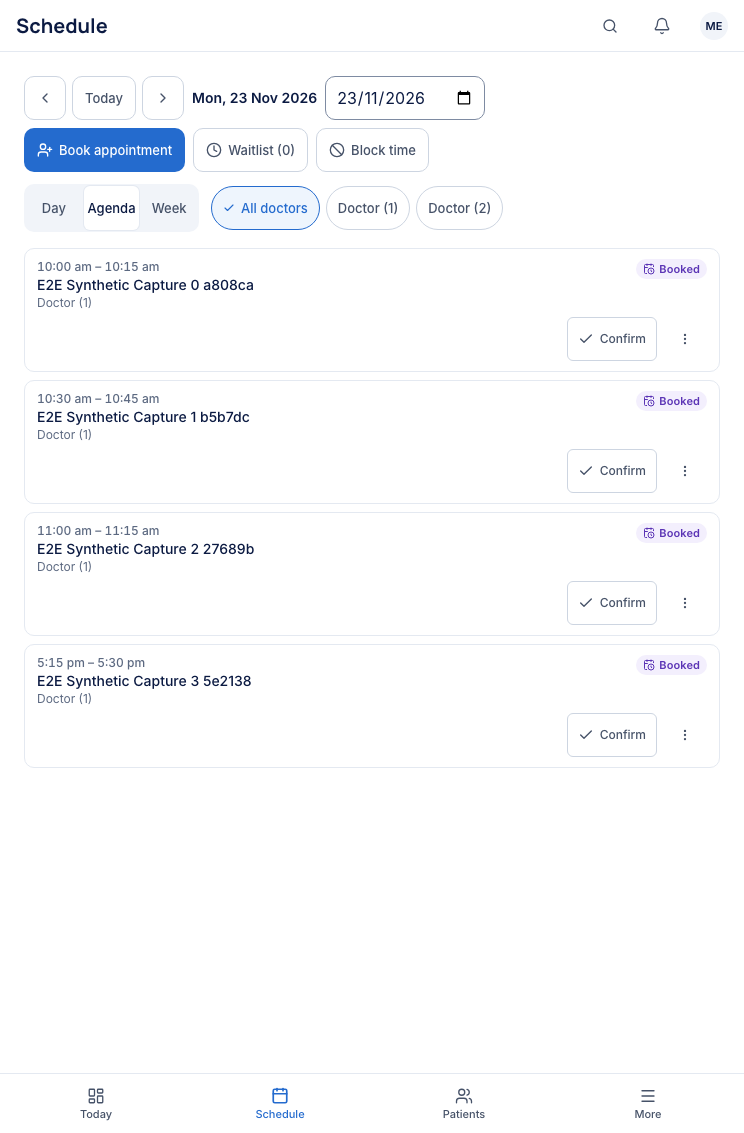 Schedule
ME
Today
Mon, 23 Nov 2026
23/11/2026
Book appointment
Waitlist (0)
Block time
Day
Agenda
Week
All doctors
Doctor (1)
Doctor (2)
10:00 am – 10:15 am
Booked
E2E Synthetic Capture 0 a808ca
Doctor (1)
Confirm
10:30 am – 10:45 am
Booked
E2E Synthetic Capture 1 b5b7dc
Doctor (1)
Confirm
11:00 am – 11:15 am
Booked
E2E Synthetic Capture 2 27689b
Doctor (1)
Confirm
5:15 pm – 5:30 pm
Booked
E2E Synthetic Capture 3 5e2138
Doctor (1)
Confirm
Today
Schedule
Patients
More